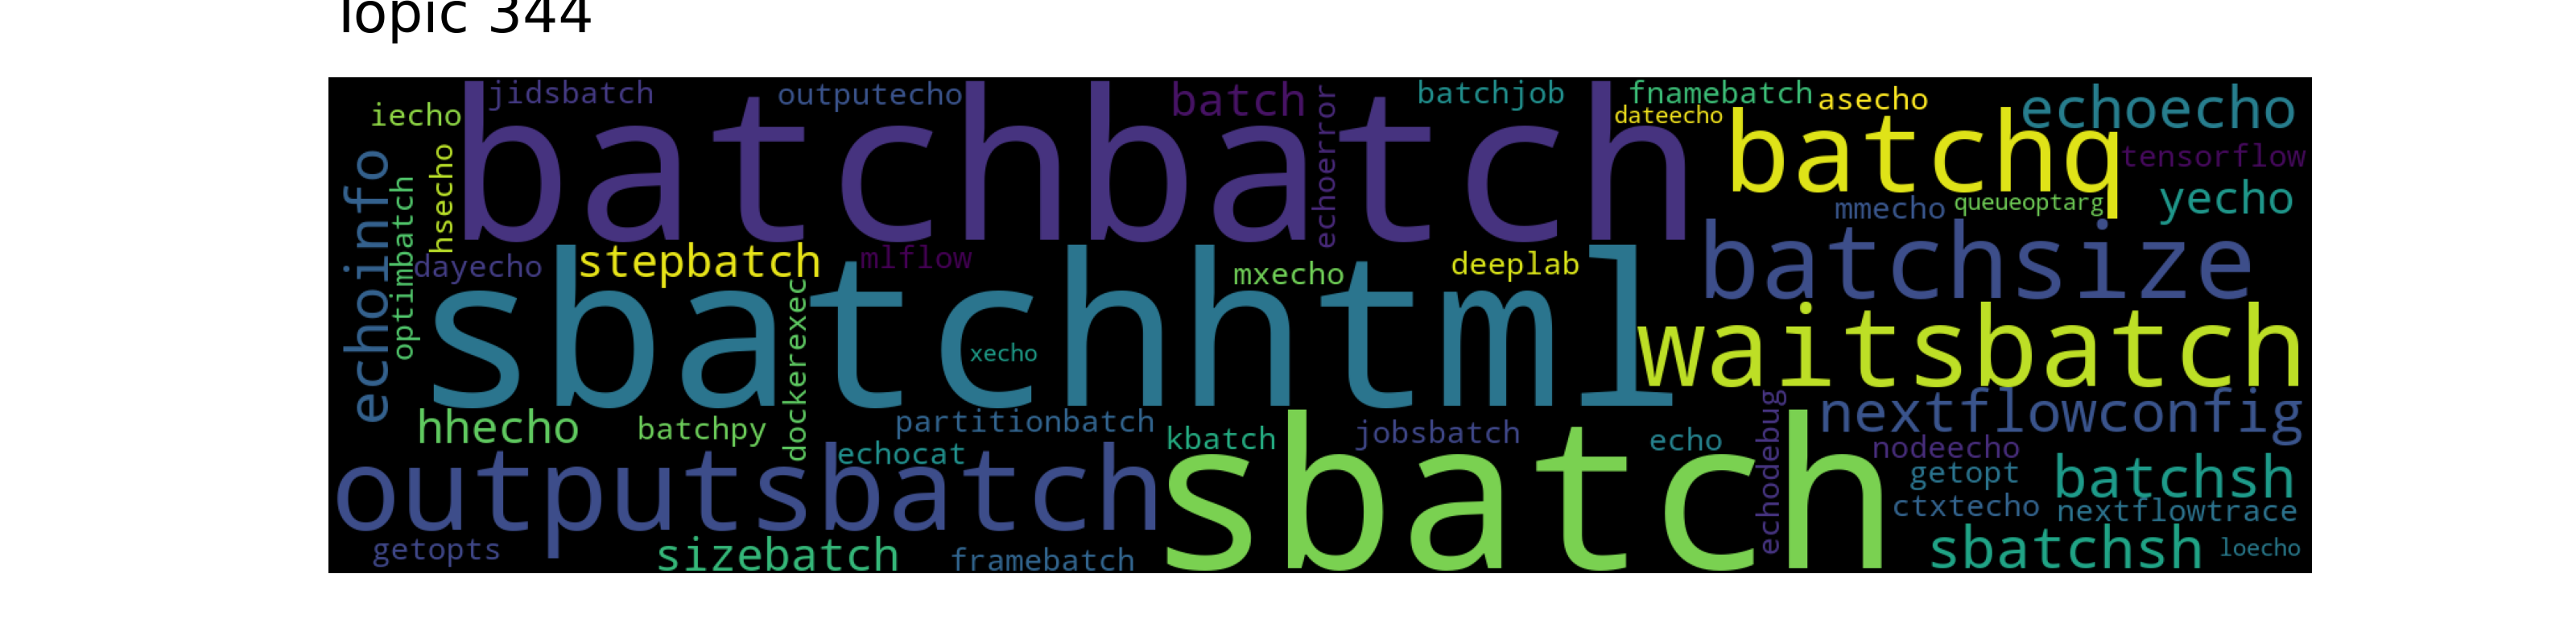 Topic 344
jidsbatch outputecho batch batchjob fnamebatch asecho echoecho
iecho batchbatch echoerror dateecho batchq tensorflow
hsecho mmecho queueoptarg yecho
echoinfo optimbatch dayecho stepbatch mlflow mxecho deeplab batchsize
sbatchhtml dockerexec xecho waitsbatch
hhecho batchpy partitionbatch kbatch jobsbatch echo echodebug nextflowconfig
outputsbatch echocat sbatch nodeecho
getopt batchsh
ctxtecho nextflowtrace
getopts sizebatch framebatch sbatchsh loecho